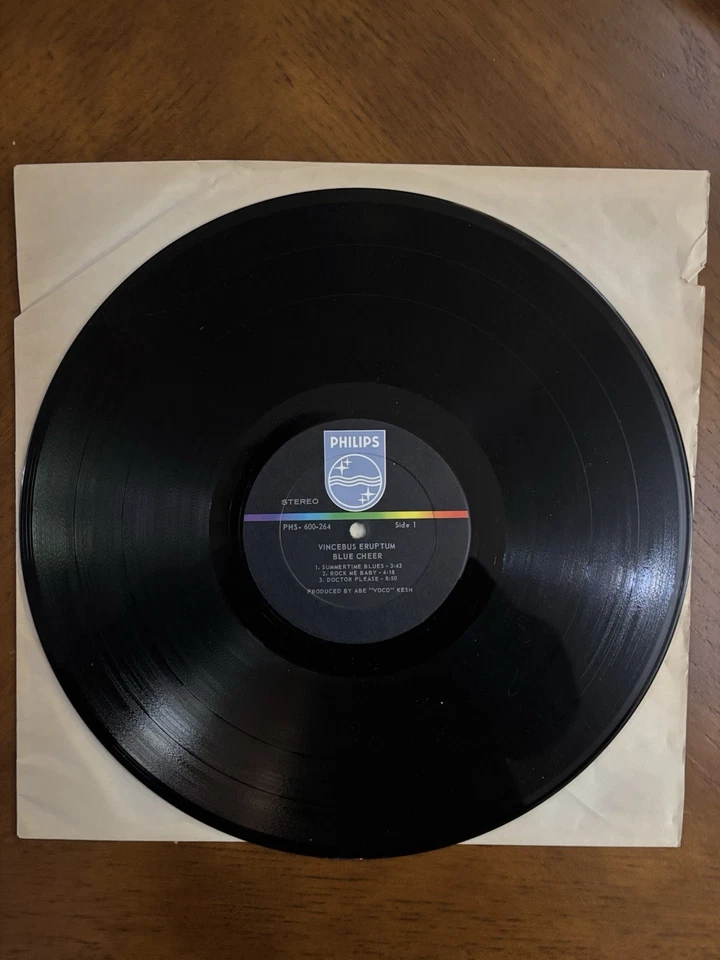 PHILIPS
STEREO
PHS- 600-264 Side 1
VINCEBUS ERUPTUM
BLUE CHEER
1. SUMMERTIME BLUES - 3:43
2. ROCK ME BABY - 4:18
3. DOCTOR PLEASE - 8:50
PRODUCED BY ABE "VOCO" KESH